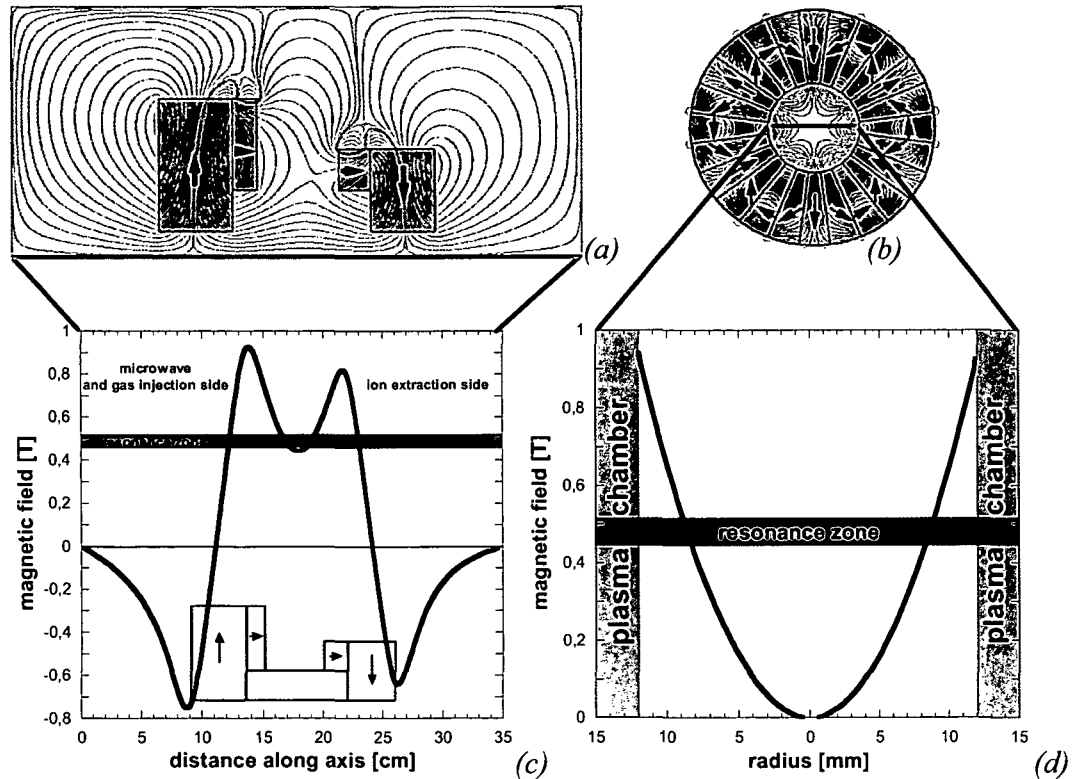 (a)
(b)
1
0,8
0,6
0,4
0,2
0
-0,2
-0,4
-0,6
-0,8
magnetic field [T]
microwave
and gas injection side
ion extraction side
0 5 10 15 20 25 30 35
distance along axis [cm]
(c)
1
0,8
0,6
0,4
0,2
0
magnetic field [T]
plasma chamber
resonance zone
plasma chamber
15 10 5 0 5 10 15
radius [mm]
(d)